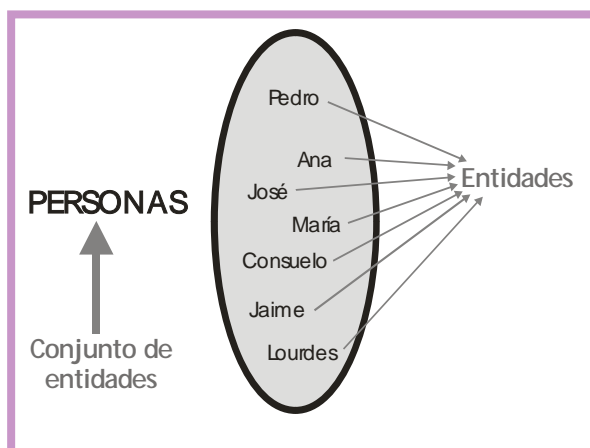 Pedro
Ana
José
María
Consuelo
Jaime
Lourdes
Entidades
PERSONAS
Conjunto de
entidades